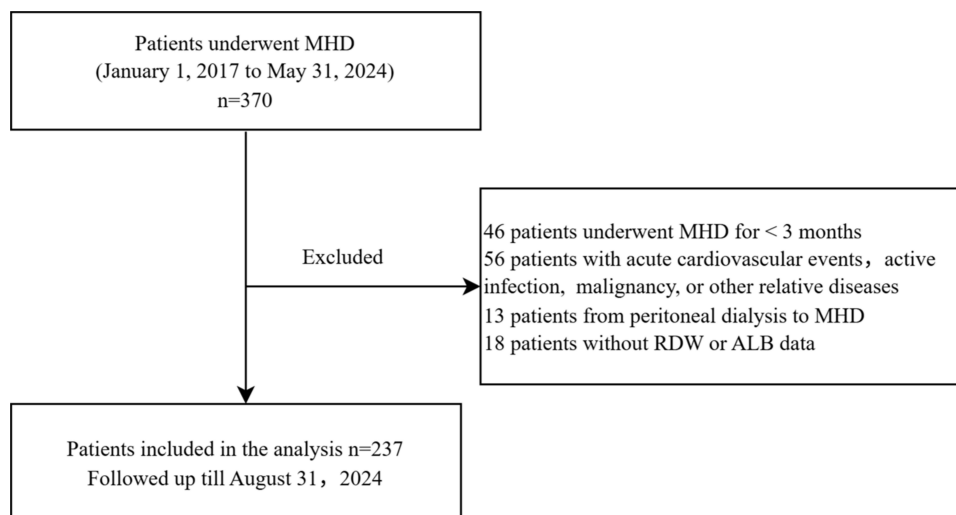 Patients underwent MHD
(January 1, 2017 to May 31, 2024)
n=370
Excluded
46 patients underwent MHD for < 3 months
56 patients with acute cardiovascular events，active
infection, malignancy, or other relative diseases
13 patients from peritoneal dialysis to MHD
18 patients without RDW or ALB data
Patients included in the analysis n=237
Followed up till August 31，2024